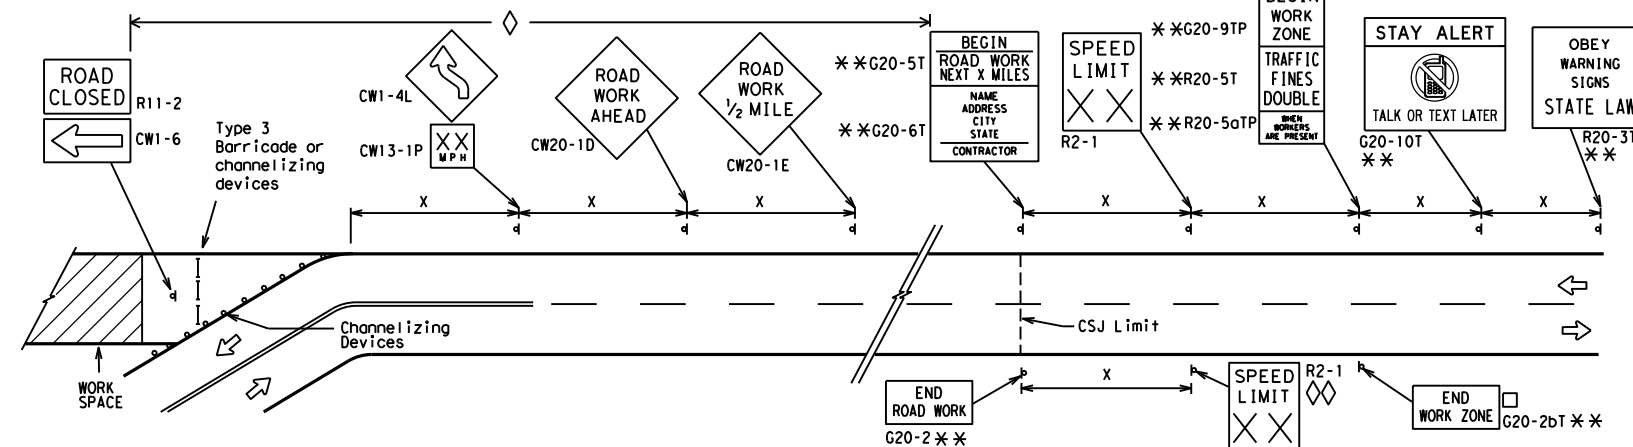 ROAD
CLOSED
R11-2
CW1-6
Type 3
Barricade or
channelizing
devices
CW1-4L
CW13-1P
X X
MPH
ROAD
WORK
AHEAD
CW20-1D
ROAD
WORK
1/2 MILE
CW20-1E
**G20-5T
**G20-6T
BEGIN
ROAD WORK
NEXT X MILES
NAME
ADDRESS
CITY
STATE
CONTRACTOR
SPEED
LIMIT
X X
R2-1
**G20-9TP
**R20-5T
**R20-5aTP
WORK
ZONE
TRAFFIC
FINES
DOUBLE
WHEN
WORKERS
ARE PRESENT
STAY ALERT
TALK OR TEXT LATER
G20-10T
**
OBEY
WARNING
SIGNS
STATE LAW
R20-3T
**
X
X
X
X
X
X
X
Channelizing
Devices
CSJ Limit
WORK
SPACE
END
ROAD WORK
G20-2**
X
SPEED
LIMIT
X X
R2-1
END
WORK ZONE
G20-2bT**